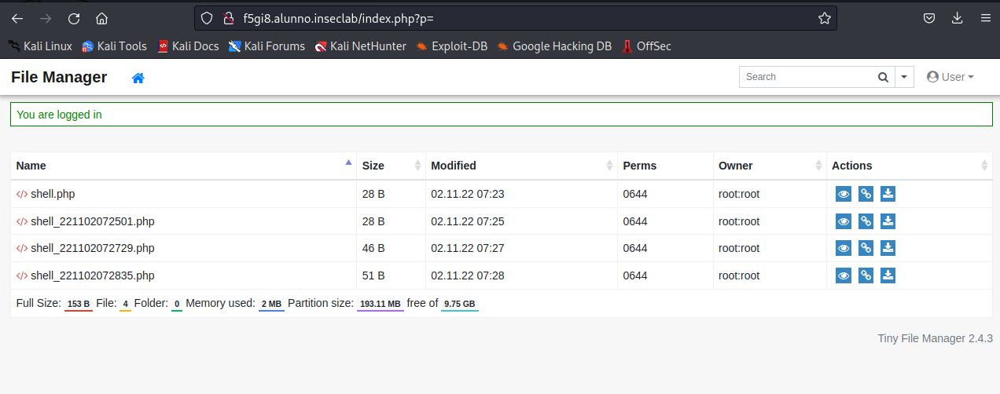 f5gi8.alunno.inseclab/index.php?p=
Kali Linux Kali Tools Kali Docs Kali Forums Kali NetHunter Exploit-DB Google Hacking DB OffSec
File Manager Search User
You are logged in
Name Size Modified Perms Owner Actions
shell.php 28 B 02.11.22 07:23 0644 root:root
shell_221102072501.php 28 B 02.11.22 07:25 0644 root:root
shell_221102072729.php 46 B 02.11.22 07:27 0644 root:root
shell_221102072835.php 51 B 02.11.22 07:28 0644 root:root
Full Size: 153 B File: 4 Folder: 0 Memory used: 2 MB Partition size: 193.11 MB free of 9.75 GB
Tiny File Manager 2.4.3